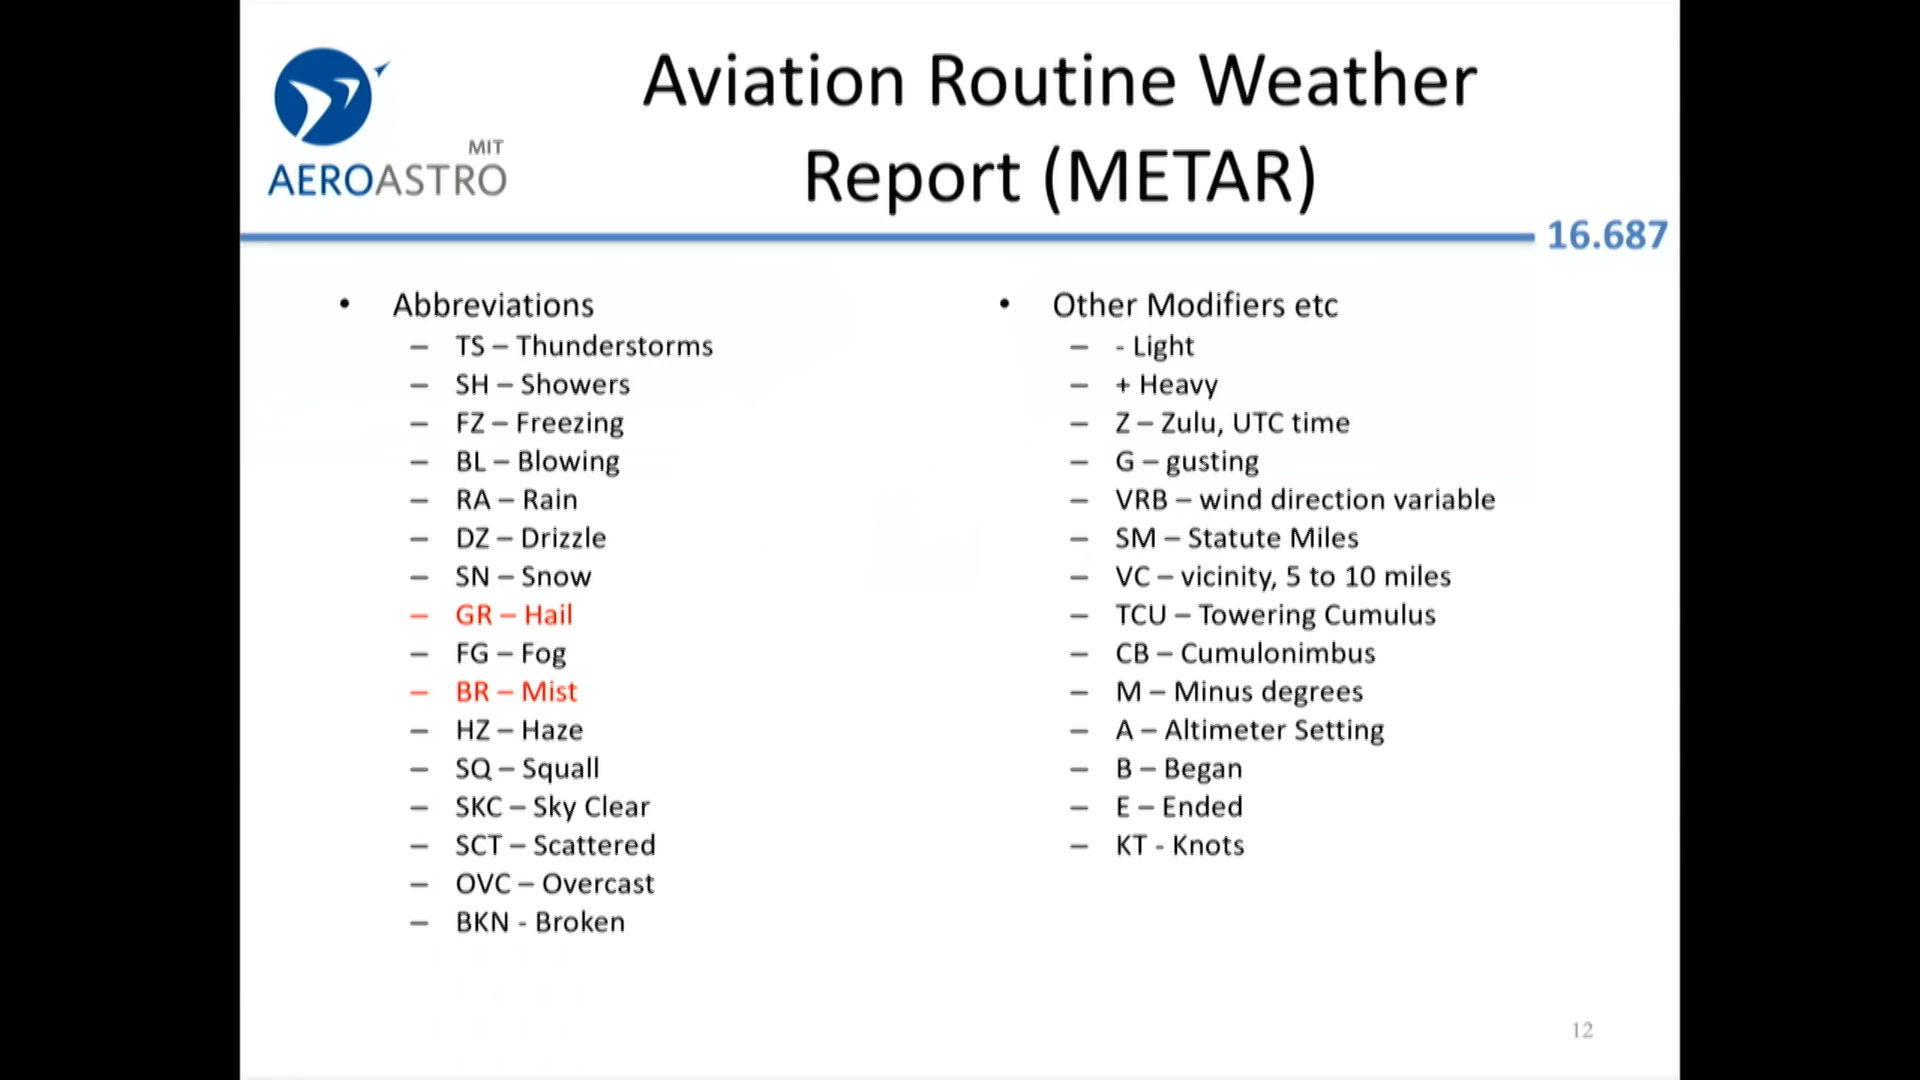 MIT
AEROASTRO
Aviation Routine Weather
Report (METAR)
16.687
• Abbreviations
– TS – Thunderstorms
– SH – Showers
– FZ – Freezing
– BL – Blowing
– RA – Rain
– DZ – Drizzle
– SN – Snow
– GR – Hail
– FG – Fog
– BR – Mist
– HZ – Haze
– SQ – Squall
– SKC – Sky Clear
– SCT – Scattered
– OVC – Overcast
– BKN - Broken
• Other Modifiers etc
– - Light
– + Heavy
– Z – Zulu, UTC time
– G – gusting
– VRB – wind direction variable
– SM – Statute Miles
– VC – vicinity, 5 to 10 miles
– TCU – Towering Cumulus
– CB – Cumulonimbus
– M – Minus degrees
– A – Altimeter Setting
– B – Began
– E – Ended
– KT - Knots
12